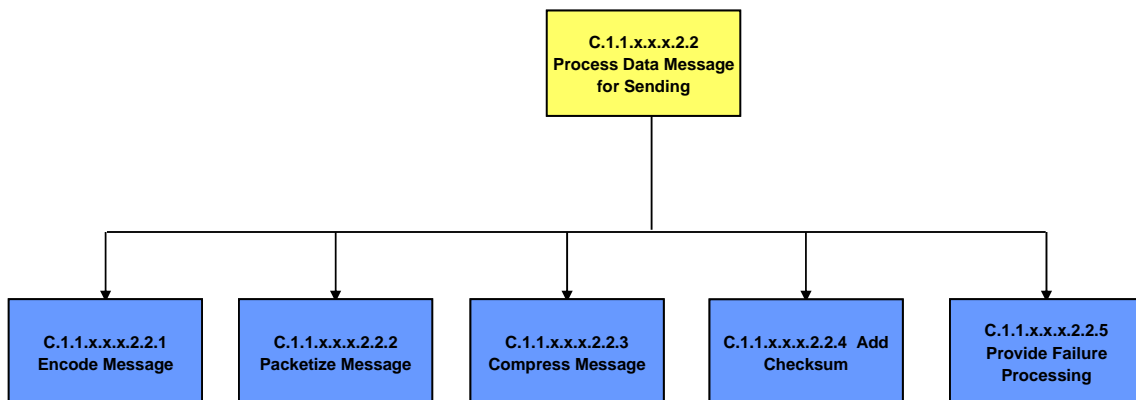 C.1.1.x.x.x.2.2
Process Data Message
for Sending
C.1.1.x.x.x.2.2.1
Encode Message
C.1.1.x.x.x.2.2.2
Packetize Message
C.1.1.x.x.x.2.2.3
Compress Message
C.1.1.x.x.x.2.2.4 Add
Checksum
C.1.1.x.x.x.2.2.5
Provide Failure
Processing